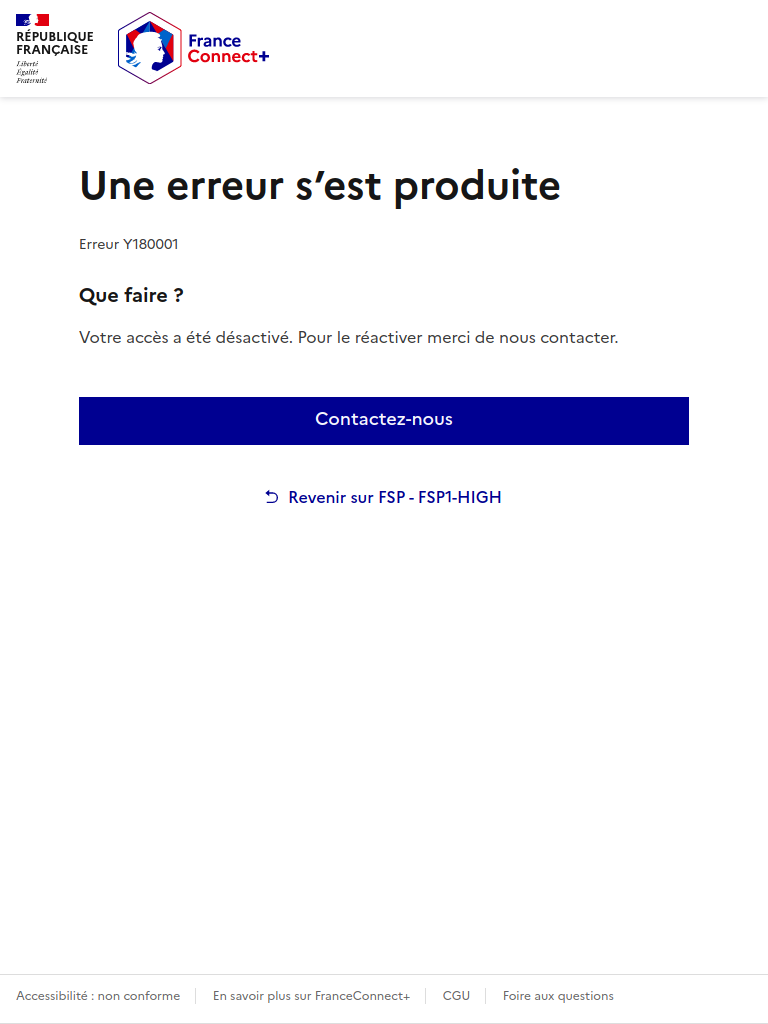 RÉPUBLIQUE
FRANÇAISE
Liberté
Égalité
Fraternité
France
Connect+
Une erreur s’est produite
Erreur Y180001
Que faire ?
Votre accès a été désactivé. Pour le réactiver merci de nous contacter.
Contactez-nous
Revenir sur FSP - FSP1-HIGH
Accessibilité : non conforme
En savoir plus sur FranceConnect+
CGU
Foire aux questions